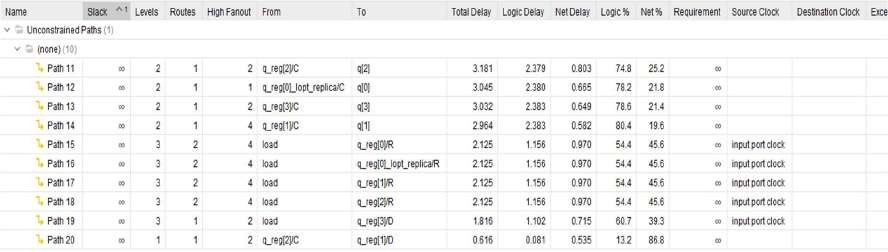 Name Slack ^1 Levels Routes High Fanout From To Total Delay Logic Delay Net Delay Logic % Net % Requirement Source Clock Destination Clock Exce
Unconstrained Paths (1)
(none) (10)
Path 11 ∞ 2 1 2 q_reg[2]/C q[2] 3.181 2.379 0.803 74.8 25.2 ∞
Path 12 ∞ 2 1 1 q_reg[0]_lopt_replica/C q[0] 3.045 2.380 0.665 78.2 21.8 ∞
Path 13 ∞ 2 1 2 q_reg[3]/C q[3] 3.032 2.383 0.649 78.6 21.4 ∞
Path 14 ∞ 2 1 4 q_reg[1]/C q[1] 2.964 2.383 0.582 80.4 19.6 ∞
Path 15 ∞ 3 2 4 load q_reg[0]/R 2.125 1.156 0.970 54.4 45.6 ∞ input port clock
Path 16 ∞ 3 2 4 load q_reg[0]_lopt_replica/R 2.125 1.156 0.970 54.4 45.6 ∞ input port clock
Path 17 ∞ 3 2 4 load q_reg[1]/R 2.125 1.156 0.970 54.4 45.6 ∞ input port clock
Path 18 ∞ 3 2 4 load q_reg[2]/R 2.125 1.156 0.970 54.4 45.6 ∞ input port clock
Path 19 ∞ 3 1 2 load q_reg[3]/D 1.816 1.102 0.715 60.7 39.3 ∞ input port clock
Path 20 ∞ 1 1 2 q_reg[2]/C q_reg[1]/D 0.616 0.081 0.535 13.2 86.8 ∞